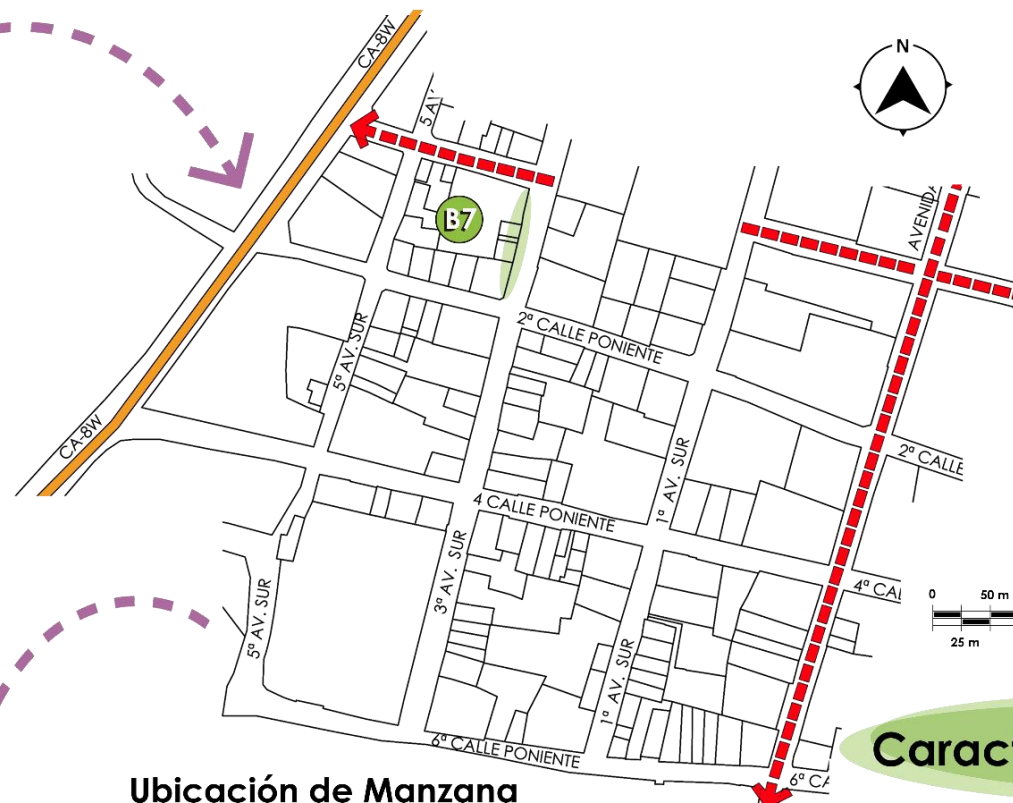 CA-8W
N
5 AV
B7
AVENIDA
2ª CALLE PONIENTE
5ª AV. SUR
CA-8W
1ª AV. SUR
2ª CALLE
4 CALLE PONIENTE
3ª AV. SUR
5ª AV. SUR
4ª CAL
0 50 m
25 m
1ª AV. SUR
6ª CALLE PONIENTE
Caract
6ª CA
Ubicación de Manzana